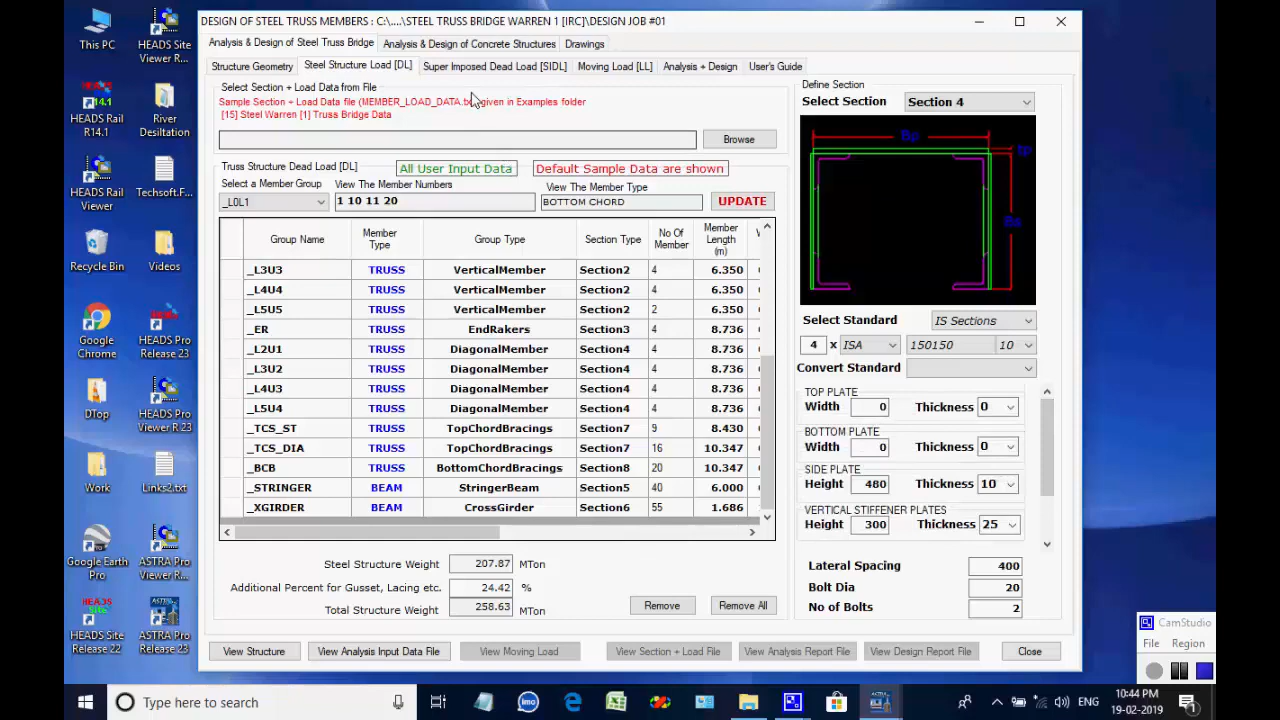 DESIGN OF STEEL TRUSS MEMBERS : C:\....\STEEL TRUSS BRIDGE WARREN 1 [IRC]\DESIGN JOB #01
Analysis & Design of Steel Truss Bridge Analysis & Design of Concrete Structures Drawings
Structure Geometry Steel Structure Load [DL] Super Imposed Dead Load [SIDL] Moving Load [LL] Analysis + Design User's Guide
Select Section + Load Data from File
Sample Section + Load Data file (MEMBER_LOAD_DATA.txt given in Examples folder
[15] Steel Warren [1] Truss Bridge Data
Browse
Truss Structure Dead Load [DL] All User Input Data Default Sample Data are shown
Select a Member Group View The Member Numbers View The Member Type
_L0L1 1 10 11 20 BOTTOM CHORD UPDATE
Group Name Member Type Group Type Section Type No Of Member Member Length (m)
_L3U3 TRUSS VerticalMember Section2 4 6.350
_L4U4 TRUSS VerticalMember Section2 4 6.350
_L5U5 TRUSS VerticalMember Section2 2 6.350
_ER TRUSS EndRakers Section3 4 8.736
_L2U1 TRUSS DiagonalMember Section4 4 8.736
_L3U2 TRUSS DiagonalMember Section4 4 8.736
_L4U3 TRUSS DiagonalMember Section4 4 8.736
_L5U4 TRUSS DiagonalMember Section4 4 8.736
_TCS_ST TRUSS TopChordBracings Section7 9 8.430
_TCS_DIA TRUSS TopChordBracings Section7 16 10.347
_BCB TRUSS BottomChordBracings Section8 20 10.347
_STRINGER BEAM StringerBeam Section5 40 6.000
_XGIRDER BEAM CrossGirder Section6 55 1.686
Steel Structure Weight 207.87 MTon
Additional Percent for Gusset, Lacing etc. 24.42 %
Total Structure Weight 258.63 MTon
Remove Remove All
Define Section
Select Section Section 4
Bp
tp
Select Standard IS Sections
4 x ISA 150150 10
Convert Standard
TOP PLATE
Width 0 Thickness 0
BOTTOM PLATE
Width 0 Thickness 0
SIDE PLATE
Height 480 Thickness 10
VERTICAL STIFFENER PLATES
Height 300 Thickness 25
Lateral Spacing 400
Bolt Dia 20
No of Bolts 2
View Structure View Analysis Input Data File View Moving Load View Section + Load File View Analysis Report File View Design Report File Close
This PC
HEADS Site Viewer R...
HEADS Rail R14.1
River Desiltation
HEADS Rail Viewer
Techsoft.F...
Recycle Bin
Videos
Google Chrome
HEADS Pro Release 23
DTop
HEADS Pro Viewer R 23
Work
Links2.txt
Google Earth Pro
ASTRA Pro Viewer R...
HEADS Site Release 22
ASTRA Pro Release 23
CamStudio
File Region
Type here to search
imo
ENG
10:44 PM
19-02-2019
1